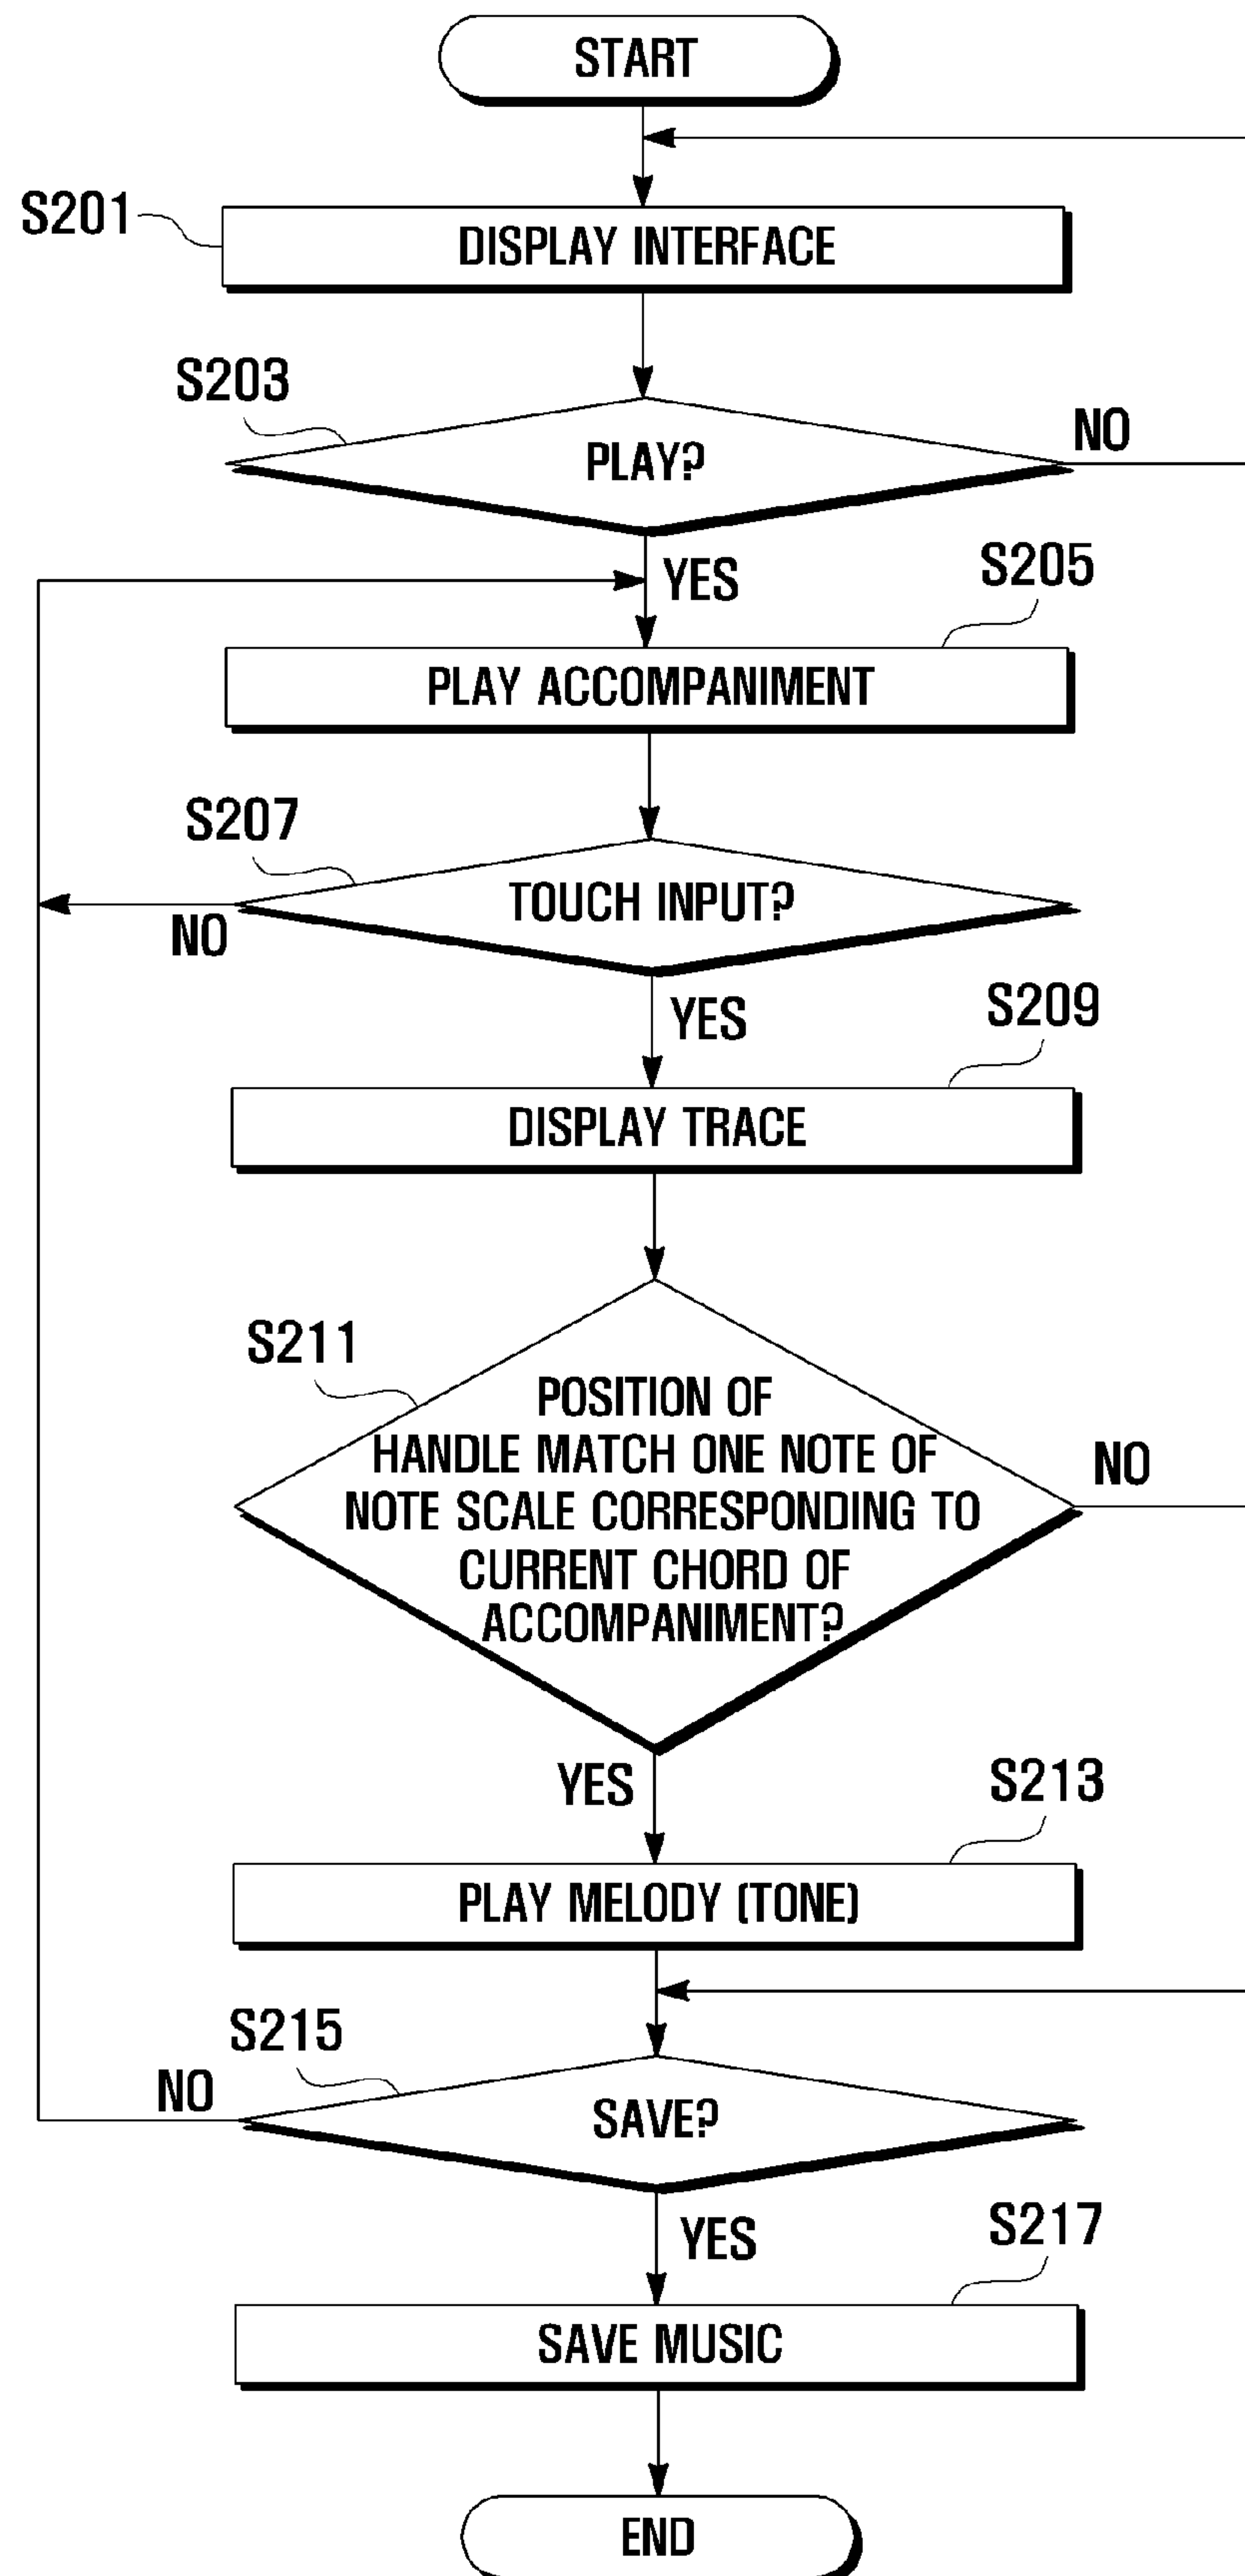 START
S201
DISPLAY INTERFACE
S203
PLAY?
NO
YES
S205
PLAY ACCOMPANIMENT
S207
TOUCH INPUT?
NO
YES
S209
DISPLAY TRACE
S211
POSITION OF
HANDLE MATCH ONE NOTE OF
NOTE SCALE CORRESPONDING TO
CURRENT CHORD OF
ACCOMPANIMENT?
NO
YES
S213
PLAY MELODY (TONE)
S215
NO
SAVE?
YES
S217
SAVE MUSIC
END